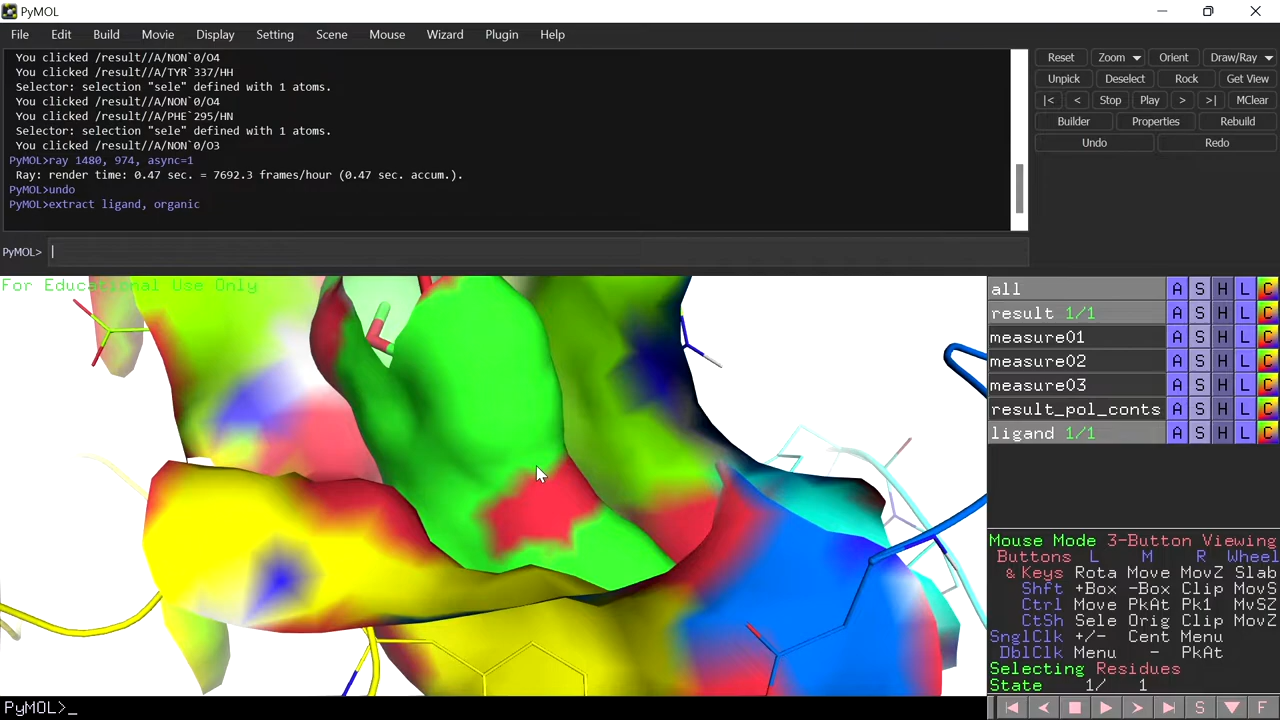 PyMOL
File Edit Build Movie Display Setting Scene Mouse Wizard Plugin Help
You clicked /result//A/NON`0/O4
You clicked /result//A/TYR`337/HH
Selector: selection "sele" defined with 1 atoms.
You clicked /result//A/NON`0/O4
You clicked /result//A/PHE`295/HN
Selector: selection "sele" defined with 1 atoms.
You clicked /result//A/NON`0/O3
PyMOL>ray 1480, 974, async=1
Ray: render time: 0.47 sec. = 7692.3 frames/hour (0.47 sec. accum.).
PyMOL>undo
PyMOL>extract ligand, organic
PyMOL>
Reset Zoom Orient Draw/Ray
Unpick Deselect Rock Get View
|< < Stop Play > >| MClear
Builder Properties Rebuild
Undo Redo
For Educational Use Only
all A S H L C
result 1/1 A S H L C
measure01 A S H L C
measure02 A S H L C
measure03 A S H L C
result_pol_conts A S H L C
ligand 1/1 A S H L C
Mouse Mode 3-Button Viewing
Buttons L M R Wheel
& Keys Rota Move MovZ Slab
Shft +Box -Box Clip MovS
Ctrl Move PkAt Pk1 MvSZ
CtSh Sele Orig Clip MovZ
SnglClk +/- Cent Menu
DblClk Menu - PkAt
Selecting Residues
State 1/ 1
PyMOL>_
S F